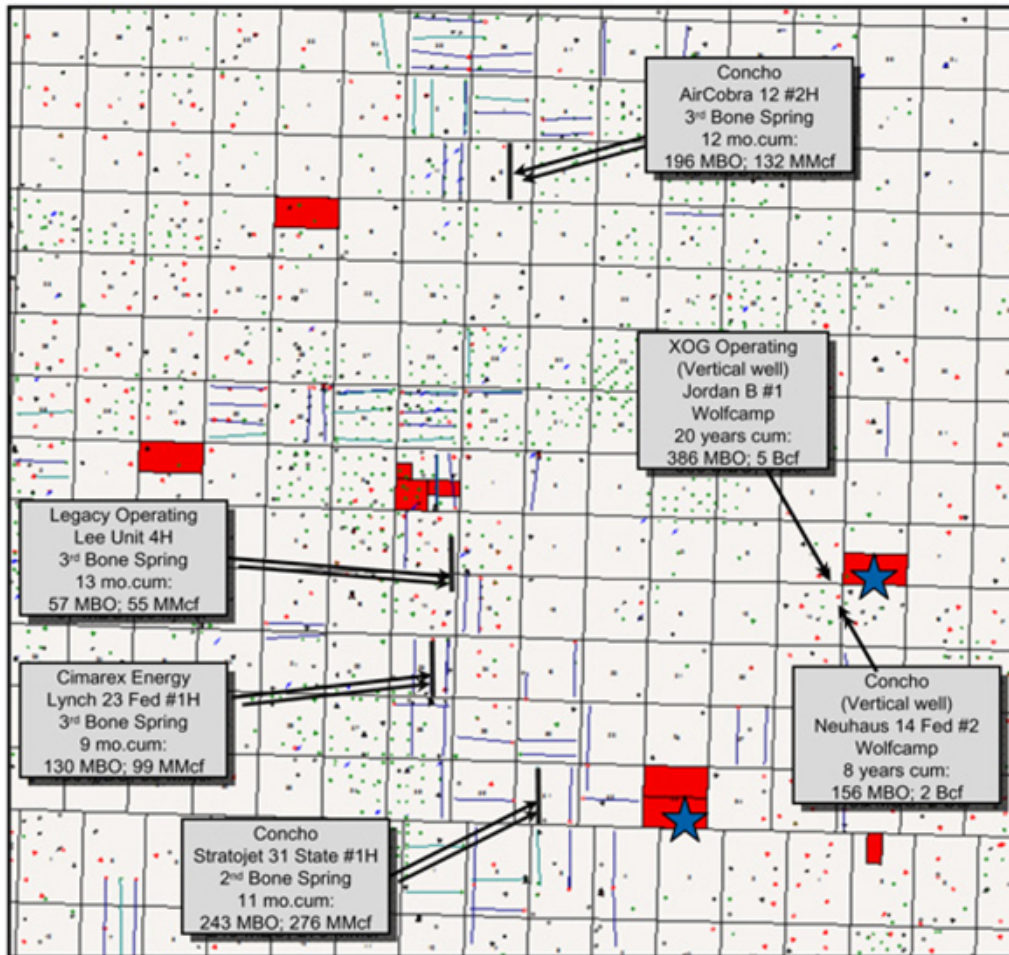 Concho
AirCobra 12 #2H
3rd Bone Spring
12 mo.cum:
196 MBO; 132 MMcf
XOG Operating
(Vertical well)
Jordan B #1
Wolfcamp
20 years cum:
386 MBO; 5 Bcf
Legacy Operating
Lee Unit 4H
3rd Bone Spring
13 mo.cum:
57 MBO; 55 MMcf
Cimarex Energy
Lynch 23 Fed #1H
3rd Bone Spring
9 mo.cum:
130 MBO; 99 MMcf
Concho
(Vertical well)
Neuhaus 14 Fed #2
Wolfcamp
8 years cum:
156 MBO; 2 Bcf
Concho
Stratojet 31 State #1H
2nd Bone Spring
11 mo.cum:
243 MBO; 276 MMcf